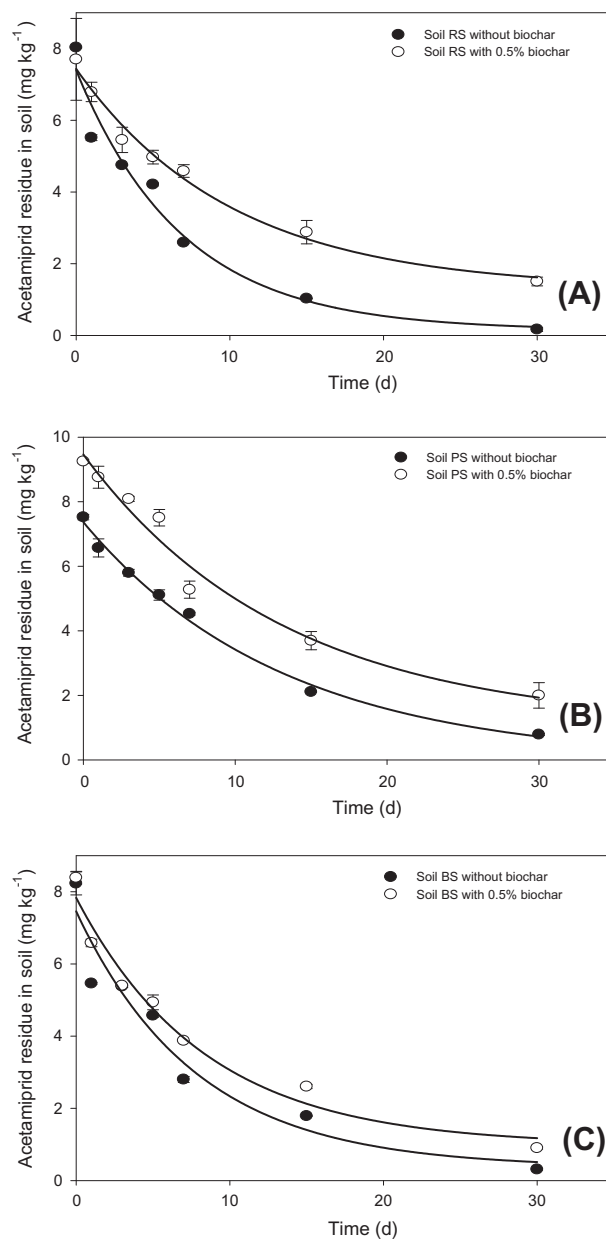 Soil RS without biochar
Soil RS with 0.5% biochar
Acetamiprid residue in soil (mg kg⁻¹)
8
6
4
2
0
0 10 20 30
Time (d)
(A)
10
Soil PS without biochar
Soil PS with 0.5% biochar
Acetamiprid residue in soil (mg kg⁻¹)
8
6
4
2
0
0 10 20 30
Time (d)
(B)
Soil BS without biochar
Soil BS with 0.5% biochar
Acetamiprid residue in soil (mg kg⁻¹)
8
6
4
2
0
0 10 20 30
Time (d)
(C)